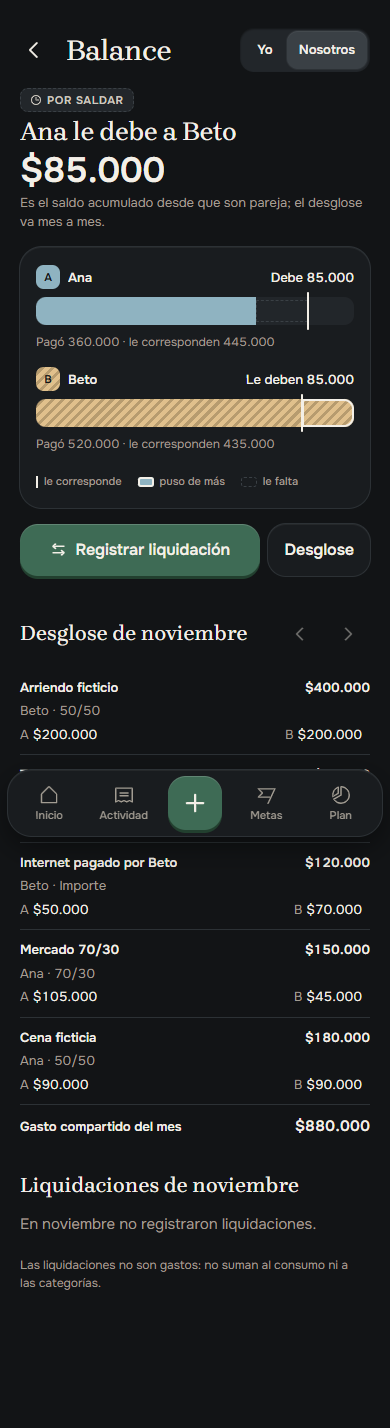 Balance
Yo
Nosotros
POR SALDAR
Ana le debe a Beto
$85.000
Es el saldo acumulado desde que son pareja; el desglose
va mes a mes.
A Ana
Debe 85.000
Pagó 360.000 · le corresponden 445.000
B Beto
Le deben 85.000
Pagó 520.000 · le corresponden 435.000
le corresponde
puso de más
le falta
Registrar liquidación
Desglose
Desglose de noviembre
Arriendo ficticio
$400.000
Beto · 50/50
A $200.000
B $200.000
Inicio
Actividad
Metas
Plan
Internet pagado por Beto
$120.000
Beto · Importe
A $50.000
B $70.000
Mercado 70/30
$150.000
Ana · 70/30
A $105.000
B $45.000
Cena ficticia
$180.000
Ana · 50/50
A $90.000
B $90.000
Gasto compartido del mes
$880.000
Liquidaciones de noviembre
En noviembre no registraron liquidaciones.
Las liquidaciones no son gastos: no suman al consumo ni a
las categorías.